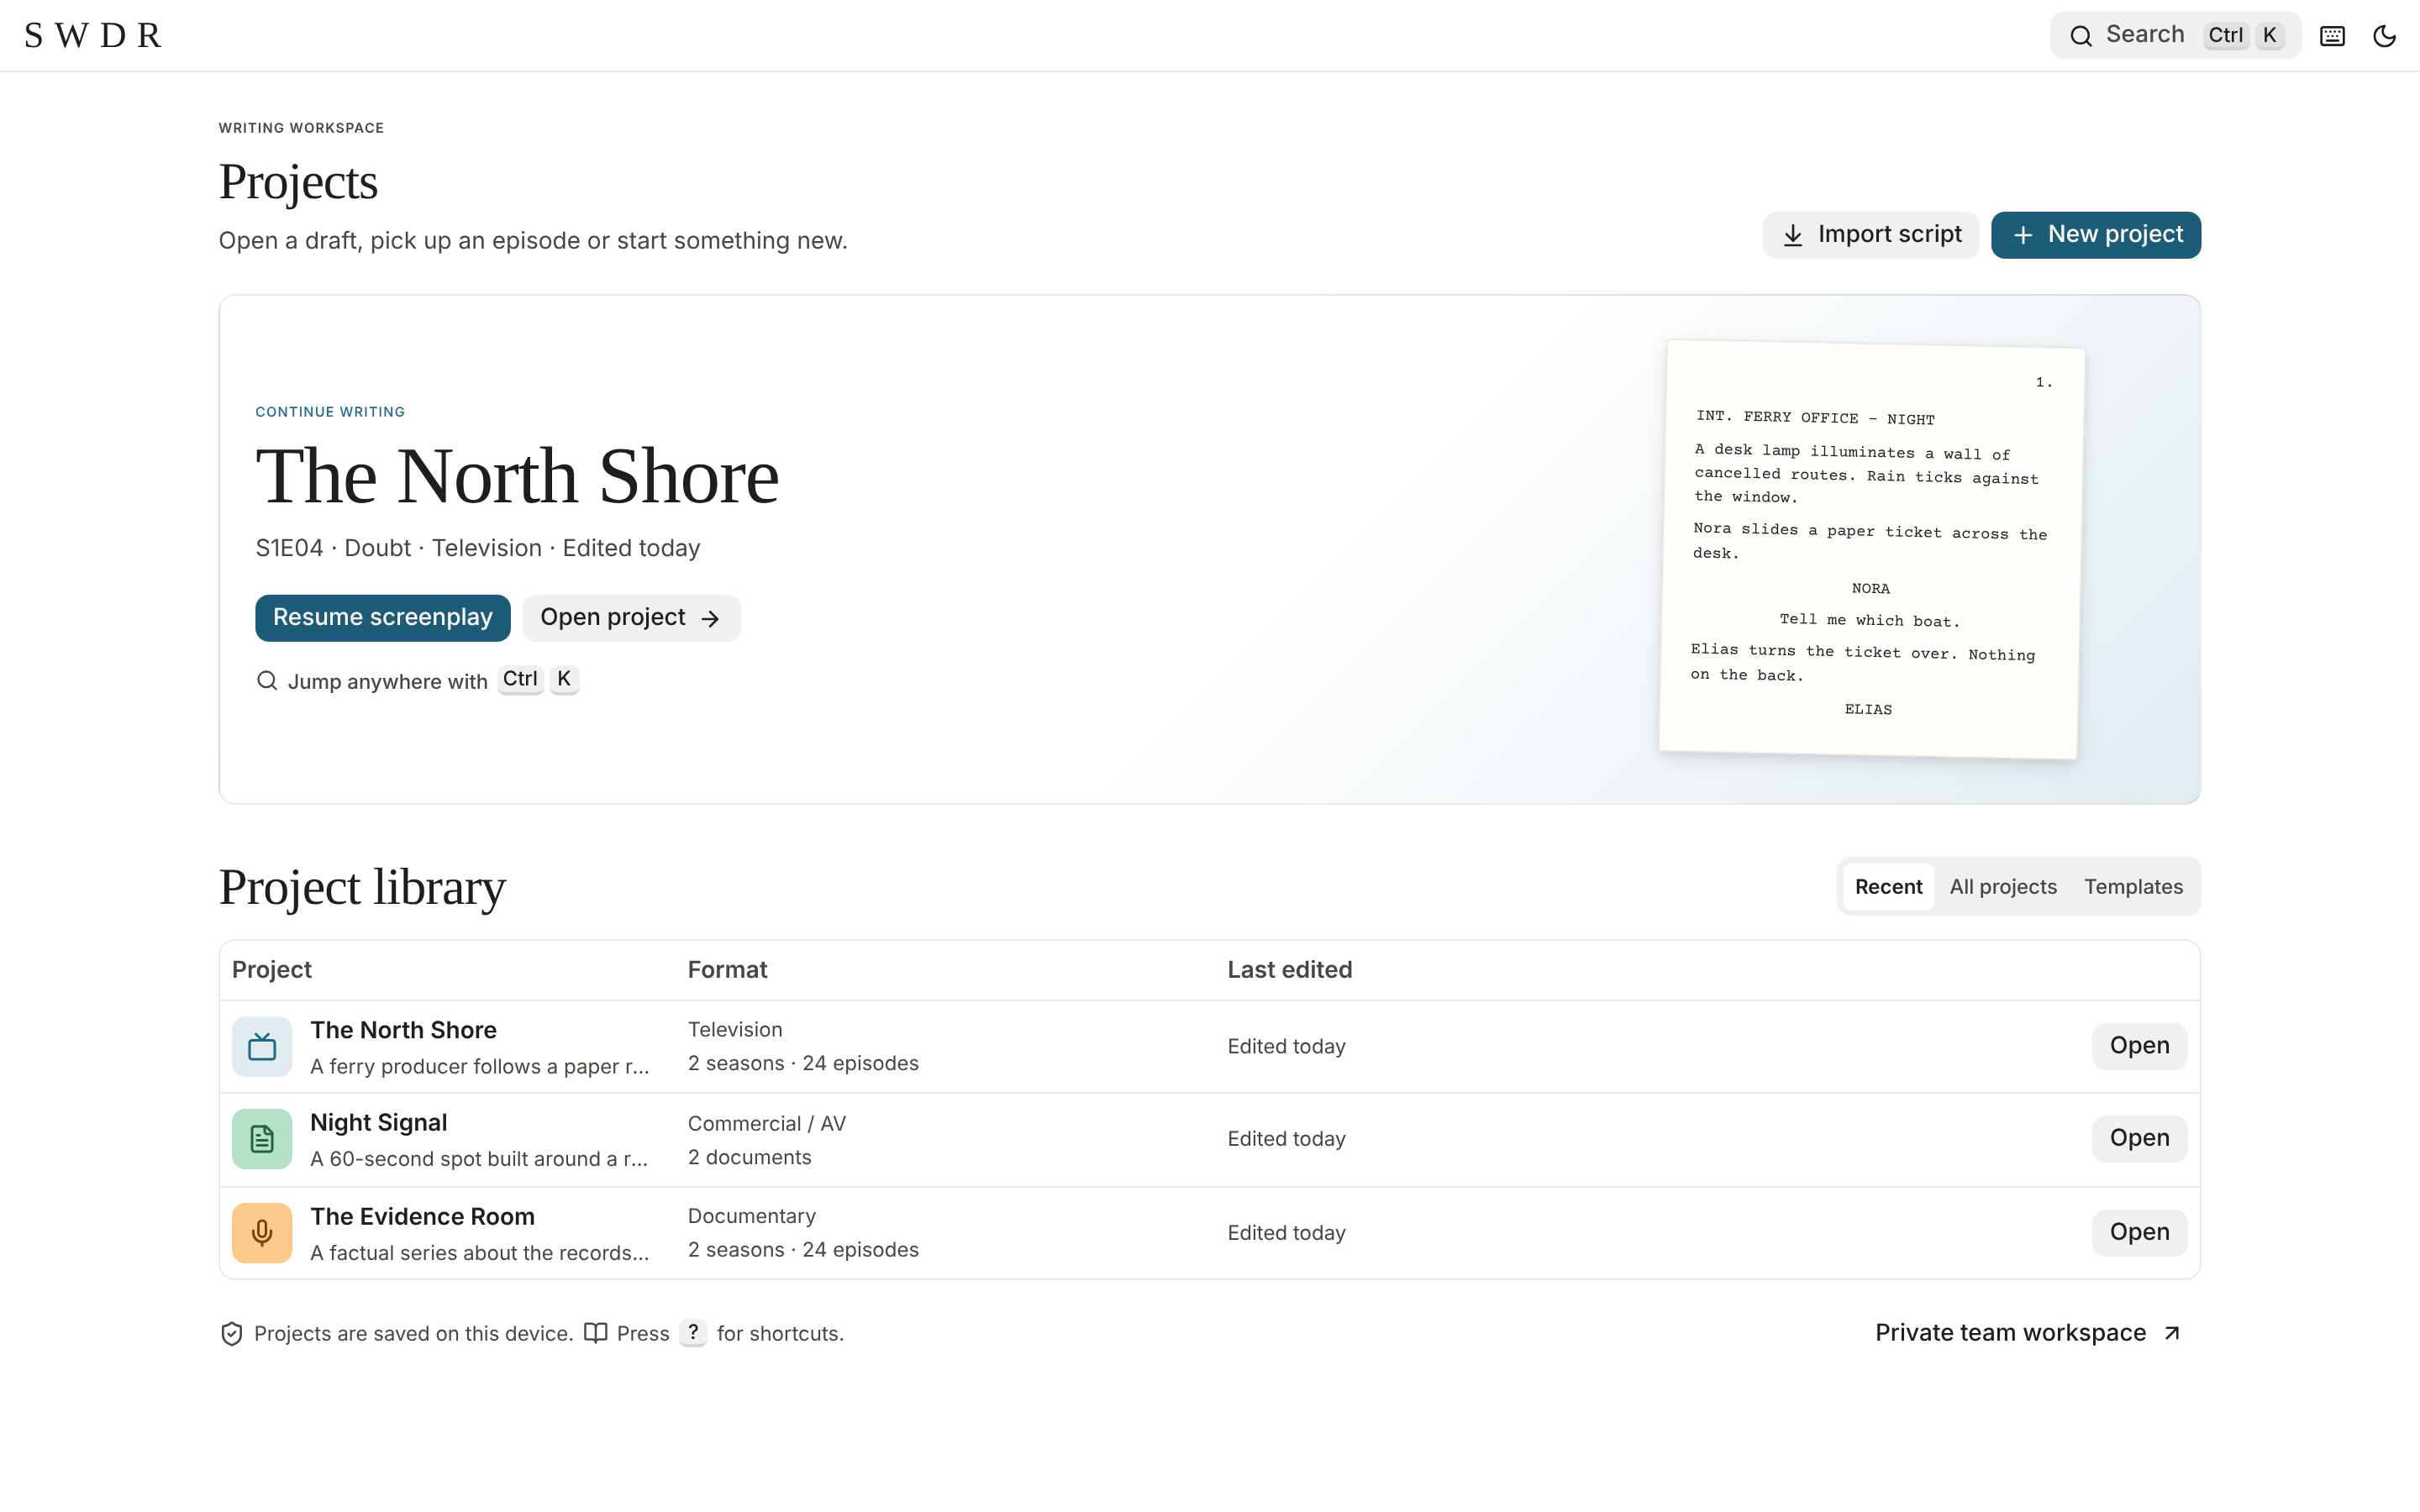 S W D R
Search Ctrl K
WRITING WORKSPACE
Projects
Open a draft, pick up an episode or start something new.
Import script
New project
CONTINUE WRITING
The North Shore
S1E04 · Doubt · Television · Edited today
Resume screenplay
Open project
Jump anywhere with Ctrl K
1.
INT. FERRY OFFICE – NIGHT
A desk lamp illuminates a wall of
cancelled routes. Rain ticks against
the window.
Nora slides a paper ticket across the
desk.
NORA
Tell me which boat.
Elias turns the ticket over. Nothing
on the back.
ELIAS
Project library
Recent All projects Templates
Project Format Last edited
The North Shore
A ferry producer follows a paper r…
Television
2 seasons · 24 episodes
Edited today
Open
Night Signal
A 60-second spot built around a r…
Commercial / AV
2 documents
Edited today
Open
The Evidence Room
A factual series about the records…
Documentary
2 seasons · 24 episodes
Edited today
Open
Projects are saved on this device. Press ? for shortcuts.
Private team workspace